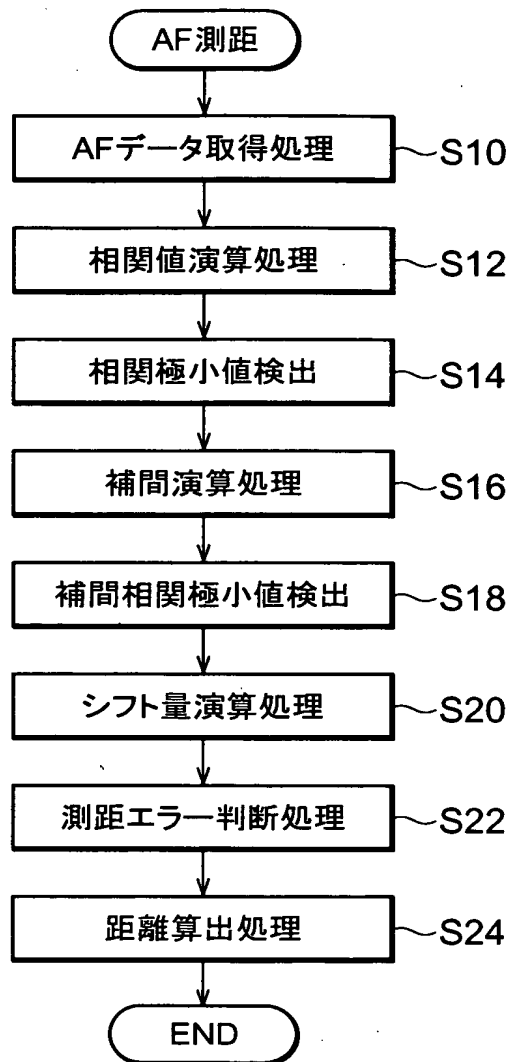 AF測距
AFデータ取得処理 S10
相関値演算処理 S12
相関極小値検出 S14
補間演算処理 S16
補間相関極小値検出 S18
シフト量演算処理 S20
測距エラー判断処理 S22
距離算出処理 S24
END